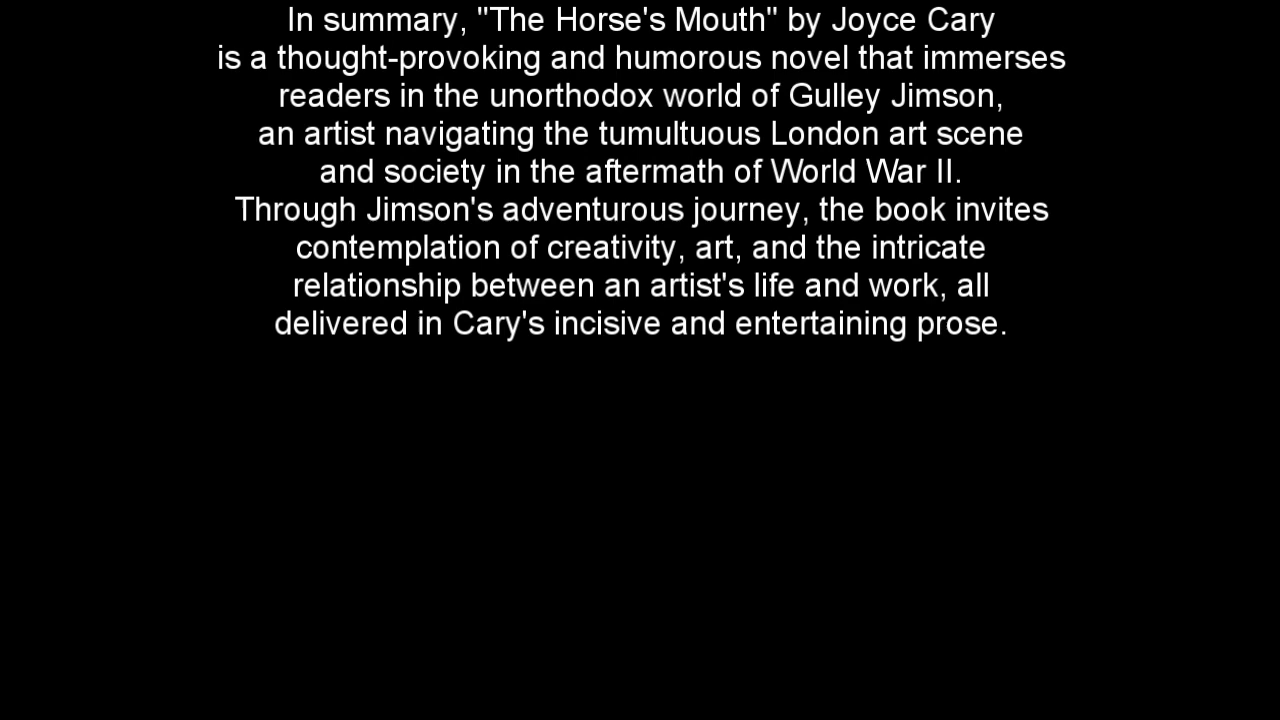 In summary, "The Horse's Mouth" by Joyce Cary
is a thought-provoking and humorous novel that immerses
readers in the unorthodox world of Gulley Jimson,
an artist navigating the tumultuous London art scene
and society in the aftermath of World War II.
Through Jimson's adventurous journey, the book invites
contemplation of creativity, art, and the intricate
relationship between an artist's life and work, all
delivered in Cary's incisive and entertaining prose.